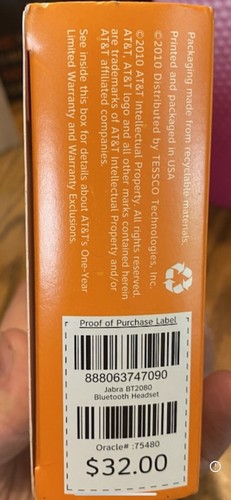 Packaging made from recyclable materials.
Printed and packaged in USA
©2010 Distributed by TESSCO Technologies, Inc.
©2010 AT&T Intellectual Property. All rights reserved.
AT&T, AT&T logo and all other marks contained herein
are trademarks of AT&T Intellectual Property and/or
AT&T affiliated companies.
See inside this box for details about AT&T's One-Year
Limited Warranty and Warranty Exclusions.
Proof of Purchase Label
888063747090
Jabra BT2080
Bluetooth Headset
Oracle# :75480
$32.00